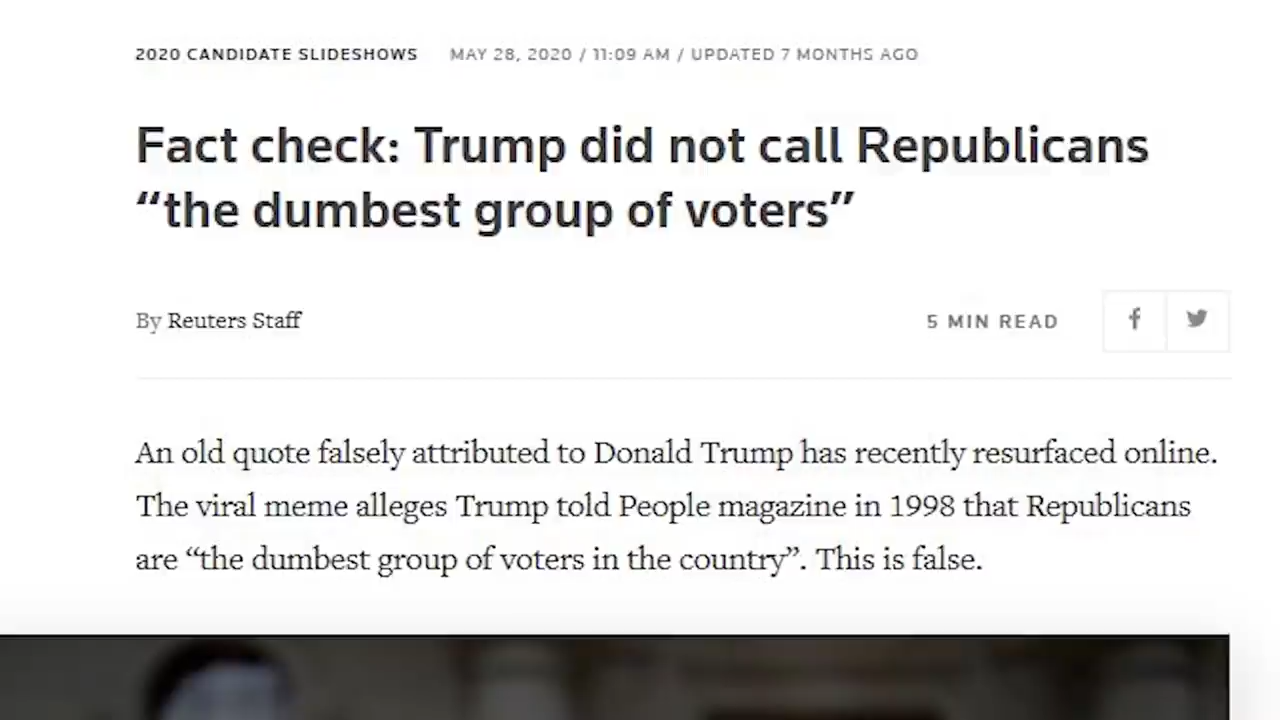 2020 CANDIDATE SLIDESHOWS MAY 28, 2020 / 11:09 AM / UPDATED 7 MONTHS AGO
Fact check: Trump did not call Republicans
“the dumbest group of voters”
By Reuters Staff 5 MIN READ
An old quote falsely attributed to Donald Trump has recently resurfaced online.
The viral meme alleges Trump told People magazine in 1998 that Republicans
are “the dumbest group of voters in the country”. This is false.